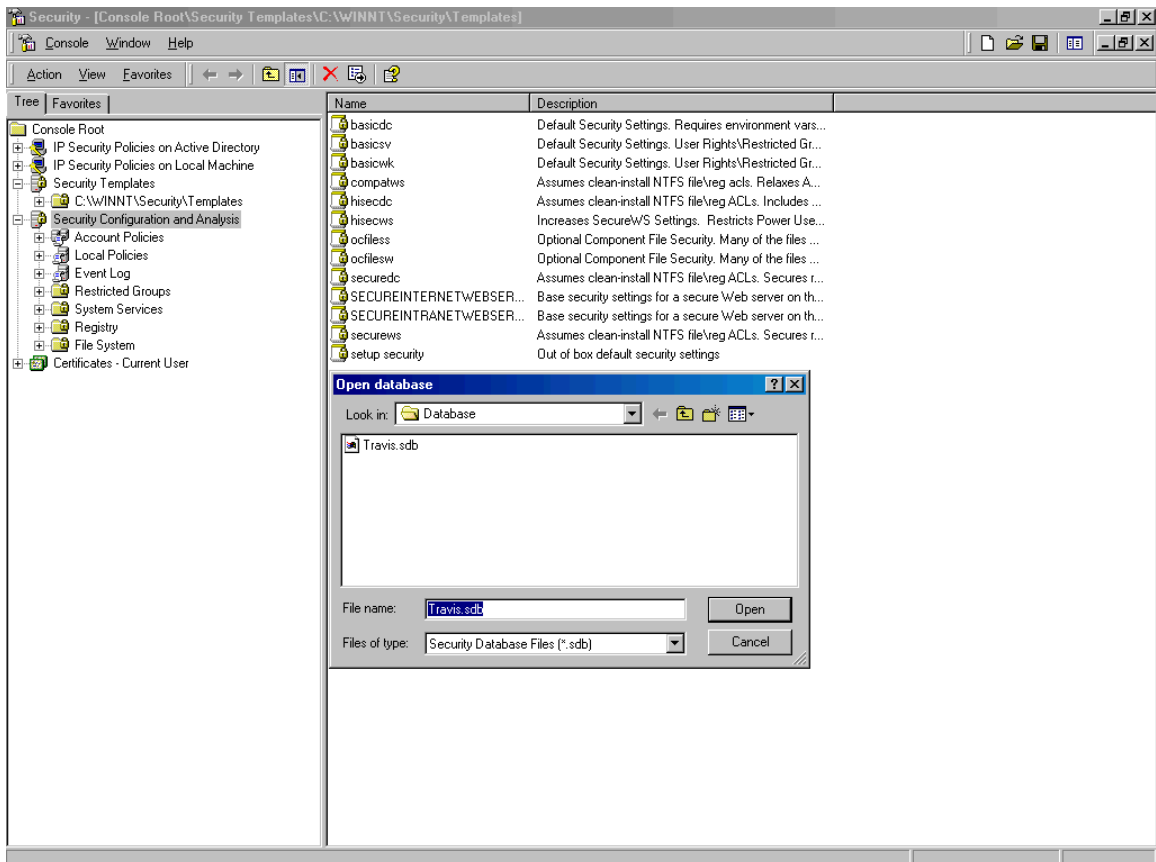 Security - [Console Root\Security Templates\C:\WINNT\Security\Templates]
Console Window Help
Action View Favorites
Tree Favorites
Console Root
IP Security Policies on Active Directory
IP Security Policies on Local Machine
Security Templates
C:\WINNT\Security\Templates
Security Configuration and Analysis
Account Policies
Local Policies
Event Log
Restricted Groups
System Services
Registry
File System
Certificates - Current User
Name Description
basicdc Default Security Settings. Requires environment vars...
basicsv Default Security Settings. User Rights\Restricted Gr...
basicwk Default Security Settings. User Rights\Restricted Gr...
compatws Assumes clean-install NTFS file\reg acls. Relaxes A...
hisecdc Assumes clean-install NTFS file\reg ACLs. Includes ...
hisecws Increases SecureWS Settings. Restricts Power Use...
ocfiless Optional Component File Security. Many of the files ...
ocfilesw Optional Component File Security. Many of the files ...
securedc Assumes clean-install NTFS file\reg ACLs. Secures r...
SECUREINTERNETWEBSER... Base security settings for a secure Web server on th...
SECUREINTRANETWEBSER... Base security settings for a secure Web server on th...
securews Assumes clean-install NTFS file\reg ACLs. Secures r...
setup security Out of box default security settings
Open database
Look in: Database
Travis.sdb
File name: Travis.sdb Open
Files of type: Security Database Files (*.sdb) Cancel